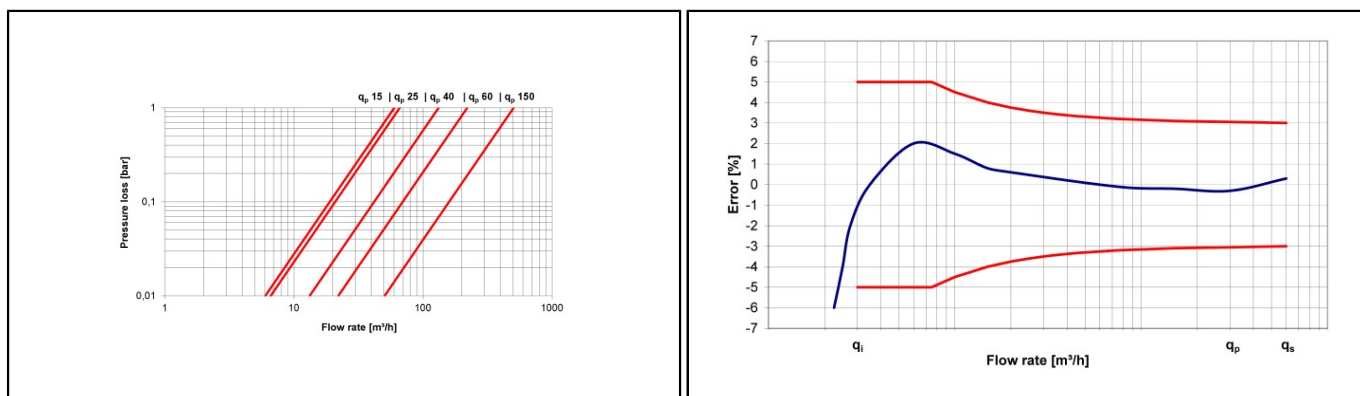 qp 15 | qp 25 | qp 40 | qp 60 | qp 150
1
0,1
0,01
Pressure loss [bar]
1 10 100 1000
Flow rate [m³/h]
7
6
5
4
3
2
1
0
-1
-2
-3
-4
-5
-6
-7
Error [%]
qi qp qs
Flow rate [m³/h]